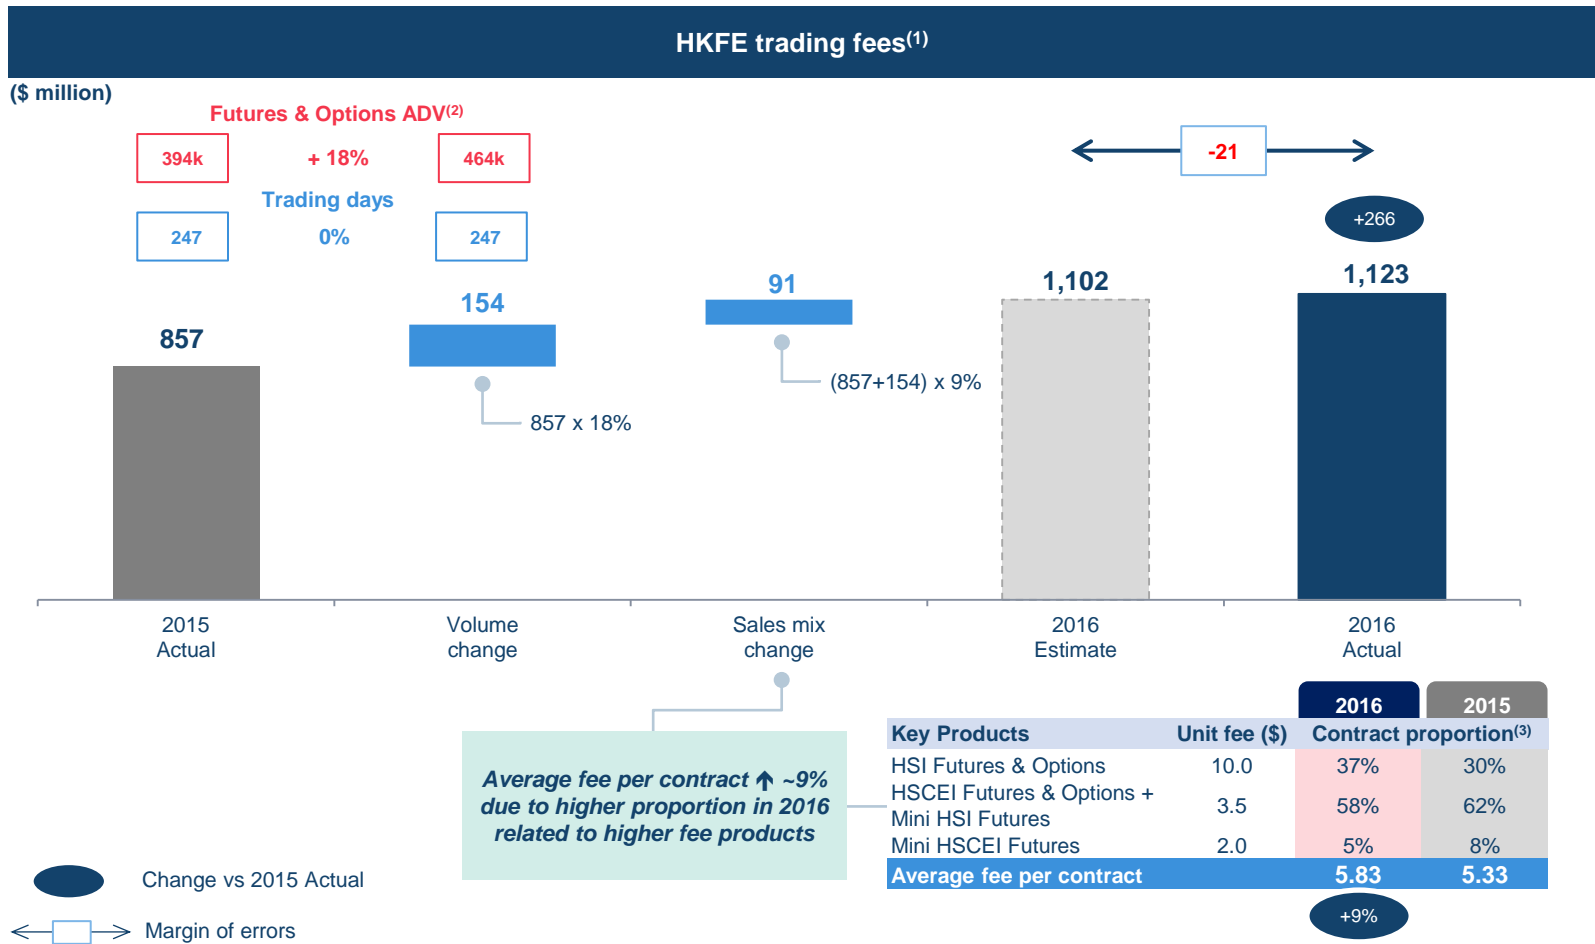 HKFE trading fees(1)
($ million)
Futures & Options ADV(2)
394k
+ 18%
464k
Trading days
247
0%
247
-21
+266
857
154
91
1,102
1,123
857 x 18%
(857+154) x 9%
2015
Actual
Volume
change
Sales mix
change
2016
Estimate
2016
Actual
Average fee per contract ↑ ~9%
due to higher proportion in 2016
related to higher fee products
2016 2015
Key Products Unit fee ($) Contract proportion(3)
HSI Futures & Options 10.0 37% 30%
HSCEI Futures & Options +
Mini HSI Futures 3.5 58% 62%
Mini HSCEI Futures 2.0 5% 8%
Average fee per contract 5.83 5.33
+9%
Change vs 2015 Actual
Margin of errors